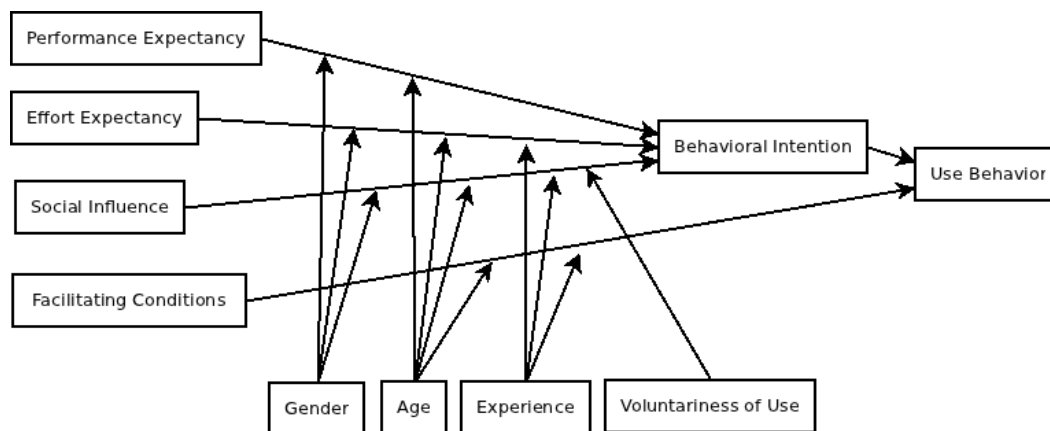 Performance Expectancy
Effort Expectancy
Behavioral Intention
Use Behavior
Social Influence
Facilitating Conditions
Gender
Age
Experience
Voluntariness of Use